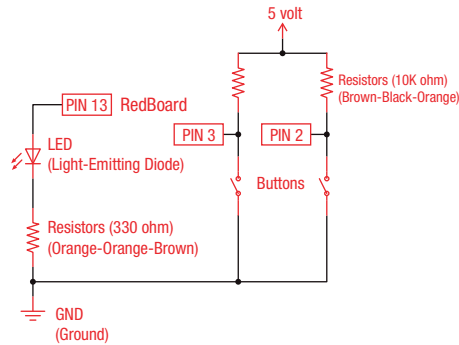 5 volt
Resistors (10K ohm)
(Brown-Black-Orange)
PIN 13 RedBoard
PIN 3
PIN 2
LED
(Light-Emitting Diode)
Buttons
Resistors (330 ohm)
(Orange-Orange-Brown)
GND
(Ground)